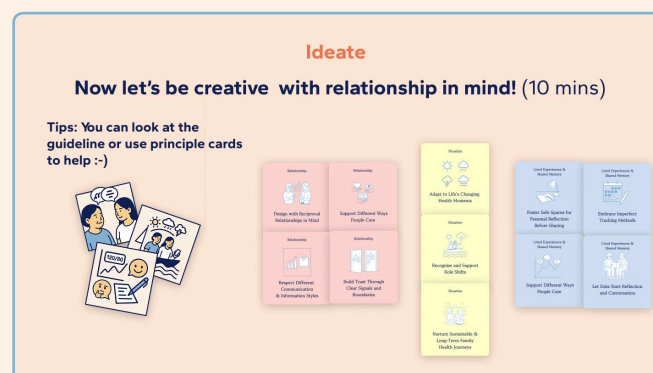 Ideate
Now let's be creative with relationship in mind! (10 mins)
Tips: You can look at the
guideline or use principle cards
to help :-)
AI
120/80
Relationship
Design with Reciprocal
Relationships in Mind
Relationship
Support Different Ways
People Care
Relationship
Respect Different
Communication
& Information Styles
Relationship
Build Trust Through
Clear Signals and
Boundaries
Situation
Adapt to Life's Changing
Health Moments
Situation
Recognise and Support
Role Shifts
Situation
Nurture Sustainable &
Long-Term Family
Health Journeys
Lived Experiences &
Shared Memory
Foster Safe Spaces for
Personal Reflection
Before Sharing
Lived Experiences &
Shared Memory
Embrace Imperfect
Tracking Methods
Lived Experiences &
Shared Memory
Support Different Ways
People Care
Lived Experiences &
Shared Memory
Let Data Start Reflection
and Conversation